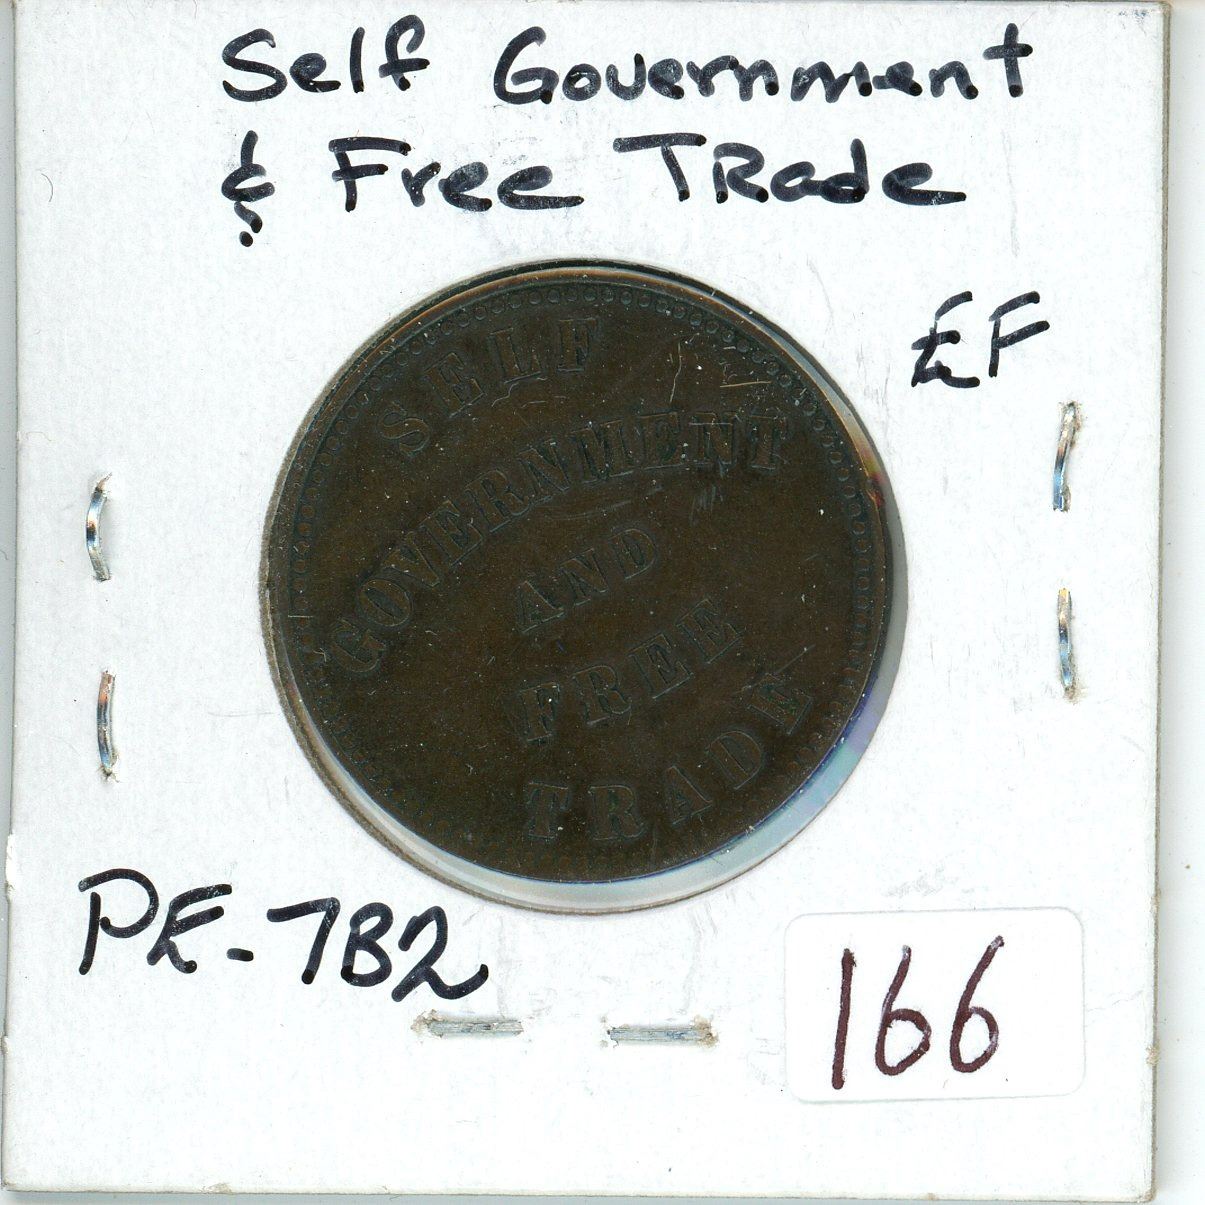 Self Government
& Free Trade
EF
SELF
GOVERNMENT
AND
FREE
TRADE
PE-7B2
166